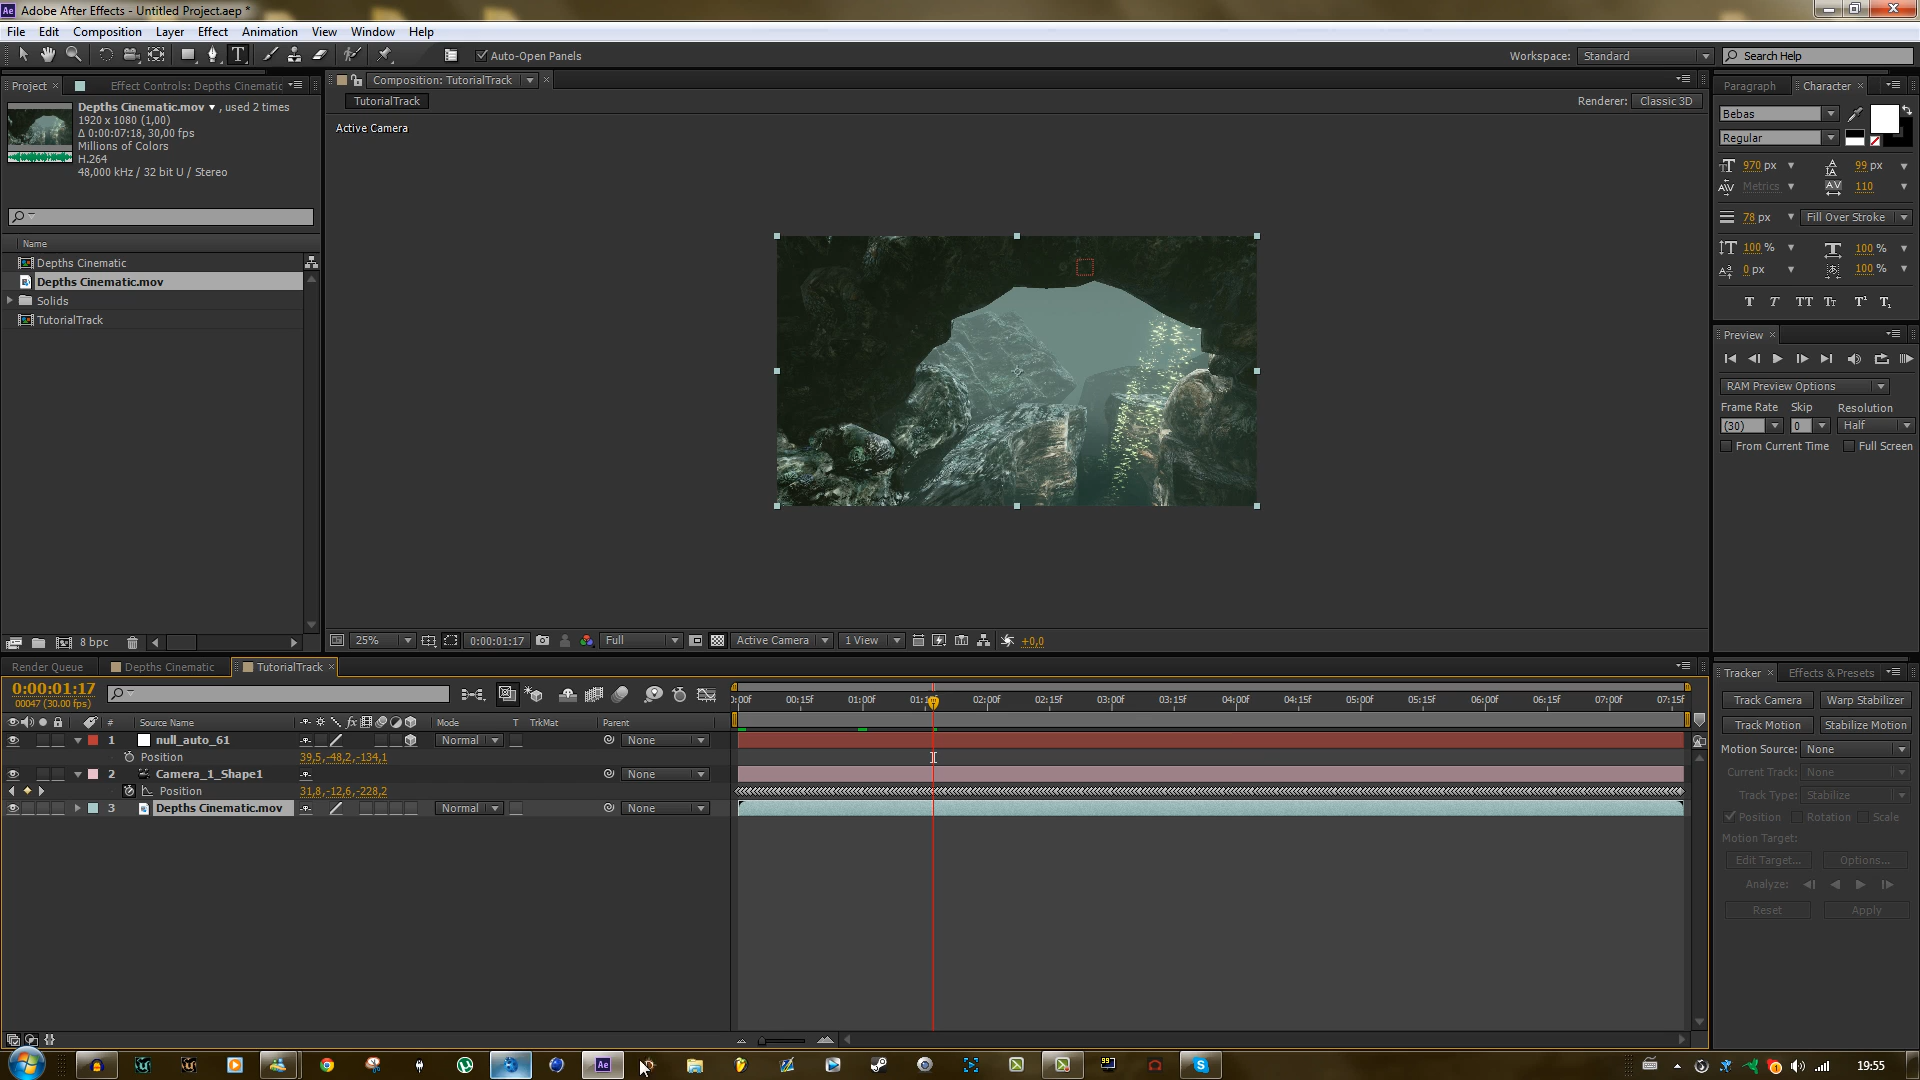 Adobe After Effects - Untitled Project.aep *
File Edit Composition Layer Effect Animation View Window Help
Auto-Open Panels
Workspace: Standard Search Help
Project Effect Controls: Depths Cinematic
Depths Cinematic.mov , used 2 times
1920 x 1080 (1,00)
Δ 0:00:07:18, 30,00 fps
Millions of Colors
H.264
48,000 kHz / 32 bit U / Stereo
Name
Depths Cinematic
Depths Cinematic.mov
Solids
TutorialTrack
8 bpc
Composition: TutorialTrack
TutorialTrack
Renderer: Classic 3D
Active Camera
25% 0:00:01:17 Full Active Camera 1 View +0,0
Paragraph Character
Bebas
Regular
970 px 99 px
Metrics 110
78 px Fill Over Stroke
100 % 100 %
0 px 100 %
T T TT Tt T¹ T₁
Preview
RAM Preview Options
Frame Rate Skip Resolution
(30) 0 Half
From Current Time Full Screen
Render Queue Depths Cinematic TutorialTrack
0:00:01:17
00047 (30.00 fps)
# Source Name Mode T TrkMat Parent
0:00f 00:15f 01:00f 02:00f 02:15f 03:00f 03:15f 04:00f 04:15f 05:00f 05:15f 06:00f 06:15f 07:00f 07:15f
1 null_auto_61 Normal None
Position 39,5,-48,2,-134,1
2 Camera_1_Shape1 None
Position 31,8,-12,6,-228,2
3 Depths Cinematic.mov Normal None
Tracker Effects & Presets
Track Camera Warp Stabilizer
Track Motion Stabilize Motion
Motion Source: None
Current Track: None
Track Type: Stabilize
Position Rotation Scale
Motion Target:
Edit Target... Options...
Analyze:
Reset Apply
19:55